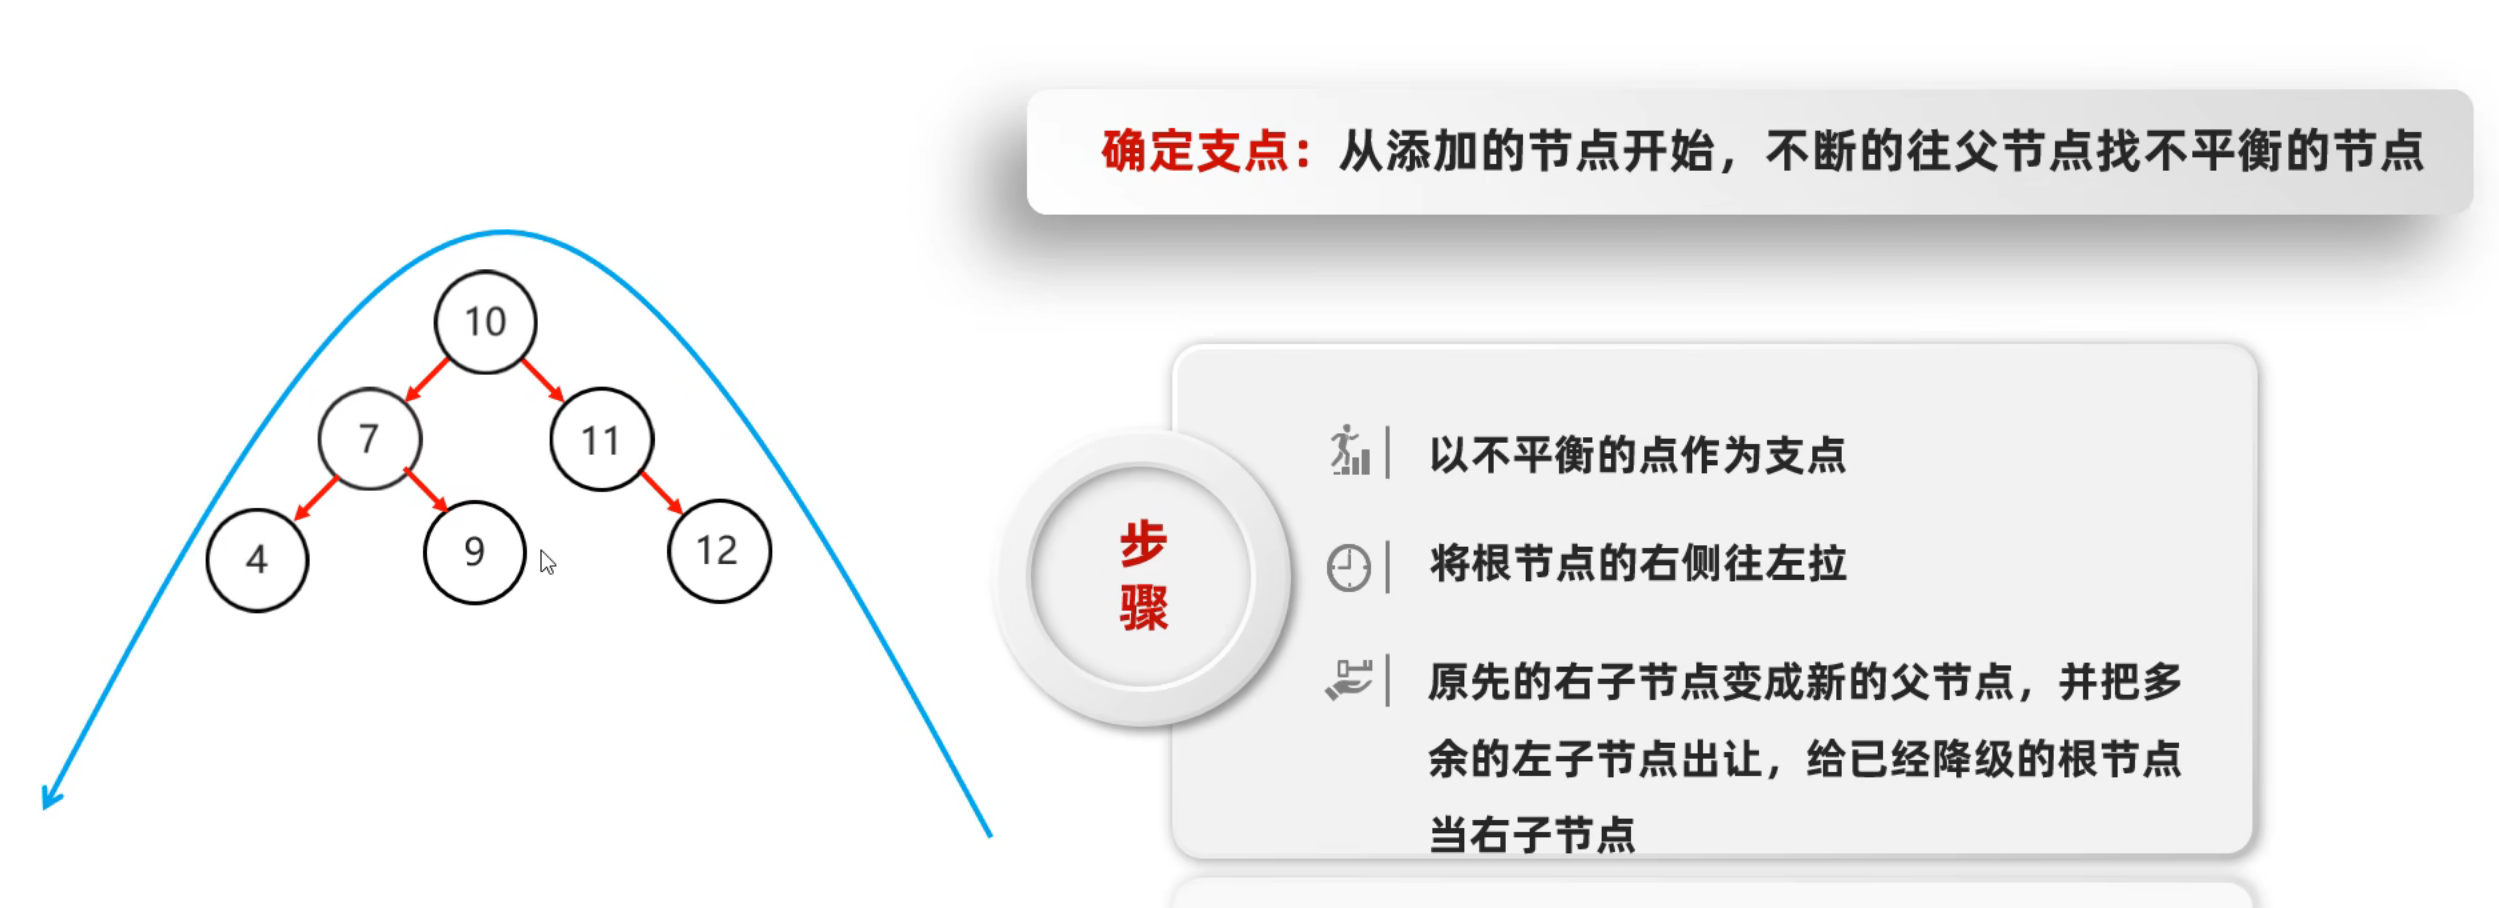 确定支点：从添加的节点开始，不断的往父节点找不平衡的节点
10
7
11
4
9
12
步
骤
以不平衡的点作为支点
将根节点的右侧往左拉
原先的右子节点变成新的父节点，并把多
余的左子节点出让，给已经降级的根节点
当右子节点